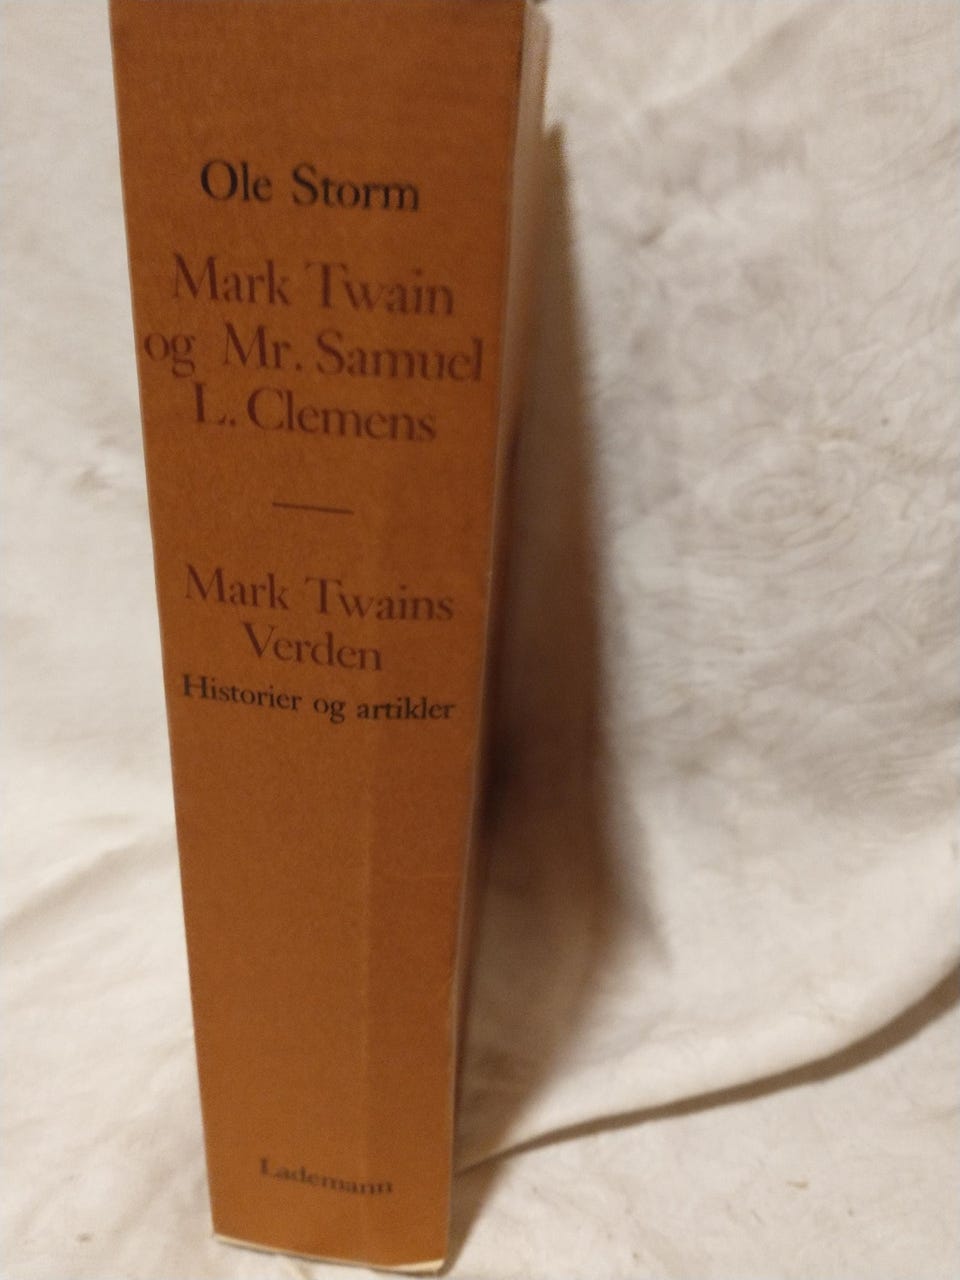 Ole Storm
Mark Twain
og Mr. Samuel
L. Clemens
Mark Twains
Verden
Historier og artikler
Lademann